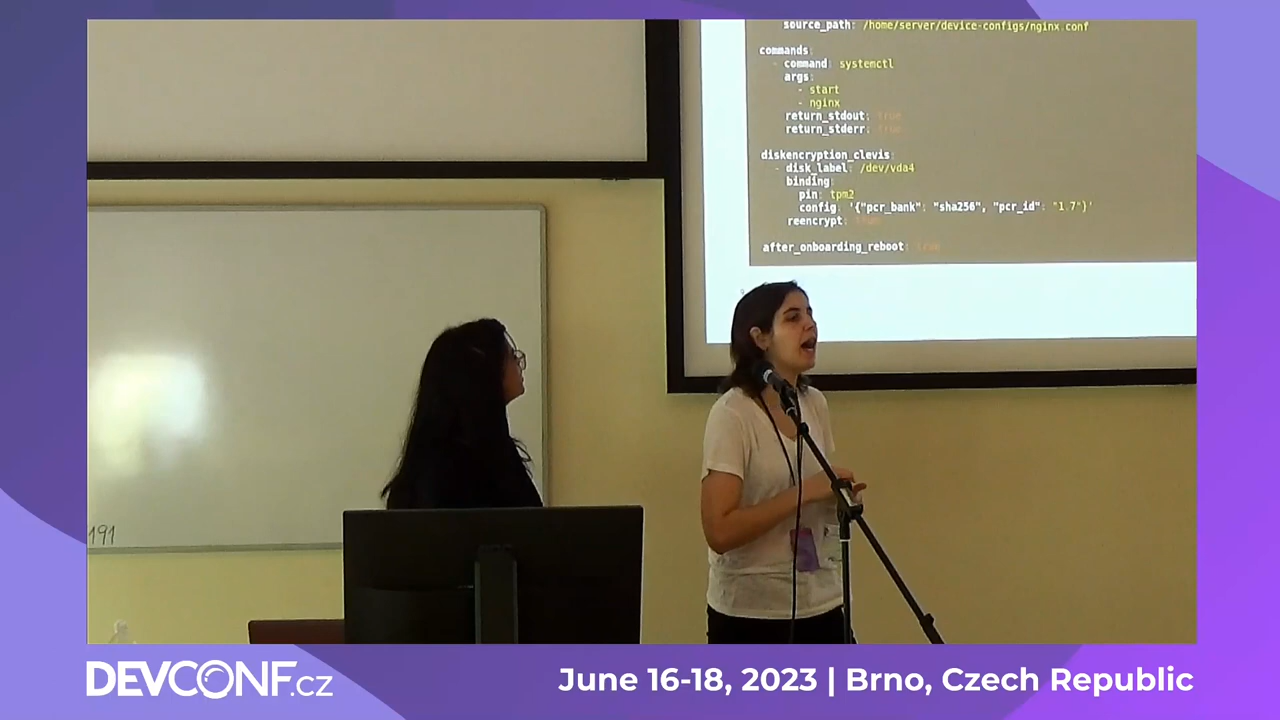 source_path: /home/server/device-configs/nginx.conf
commands:
- command: systemctl
args:
- start
- nginx
return_stdout: true
return_stderr: true
diskencryption_clevis:
- disk_label: /dev/vda4
binding:
pin: tpm2
config: '{"pcr_bank": "sha256", "pcr_id": "1.7"}'
reencrypt: true
after_onboarding_reboot: true
191
DEVCONF.CZ
June 16-18, 2023 | Brno, Czech Republic